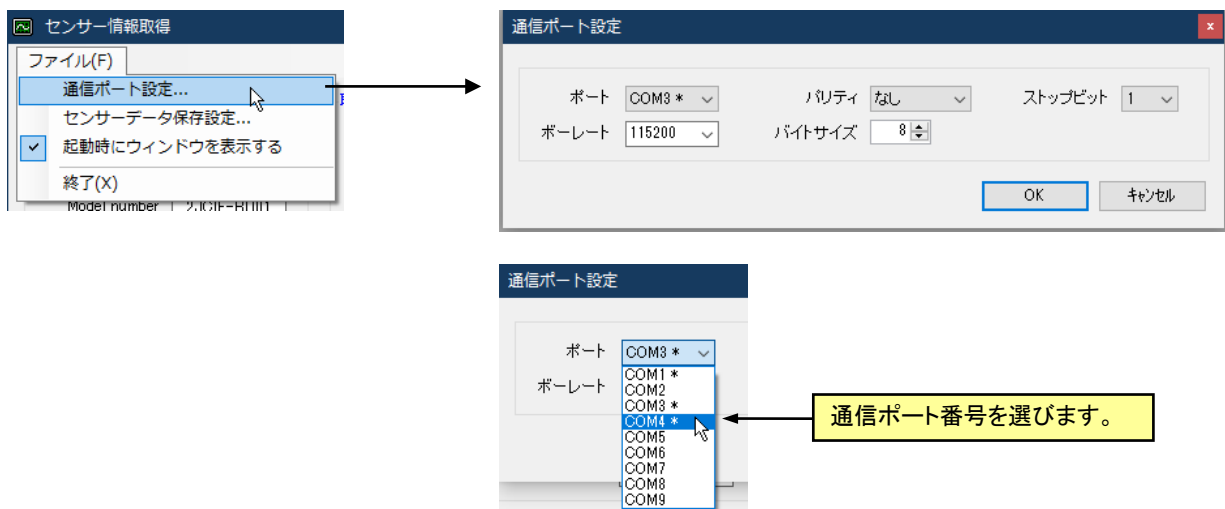 センサー情報取得
ファイル(F)
通信ポート設定...
センサーデータ保存設定...
起動時にウィンドウを表示する
終了(X)
Model number 2JCIE-BU01
通信ポート設定
x
ポート COM3 * パリティ なし ストップビット 1
ボーレート 115200 バイトサイズ 8
OK キャンセル
通信ポート設定
ポート COM3 *
ボーレート
COM1 *
COM2
COM3 *
COM4 *
COM5
COM6
COM7
COM8
COM9
通信ポート番号を選びます。